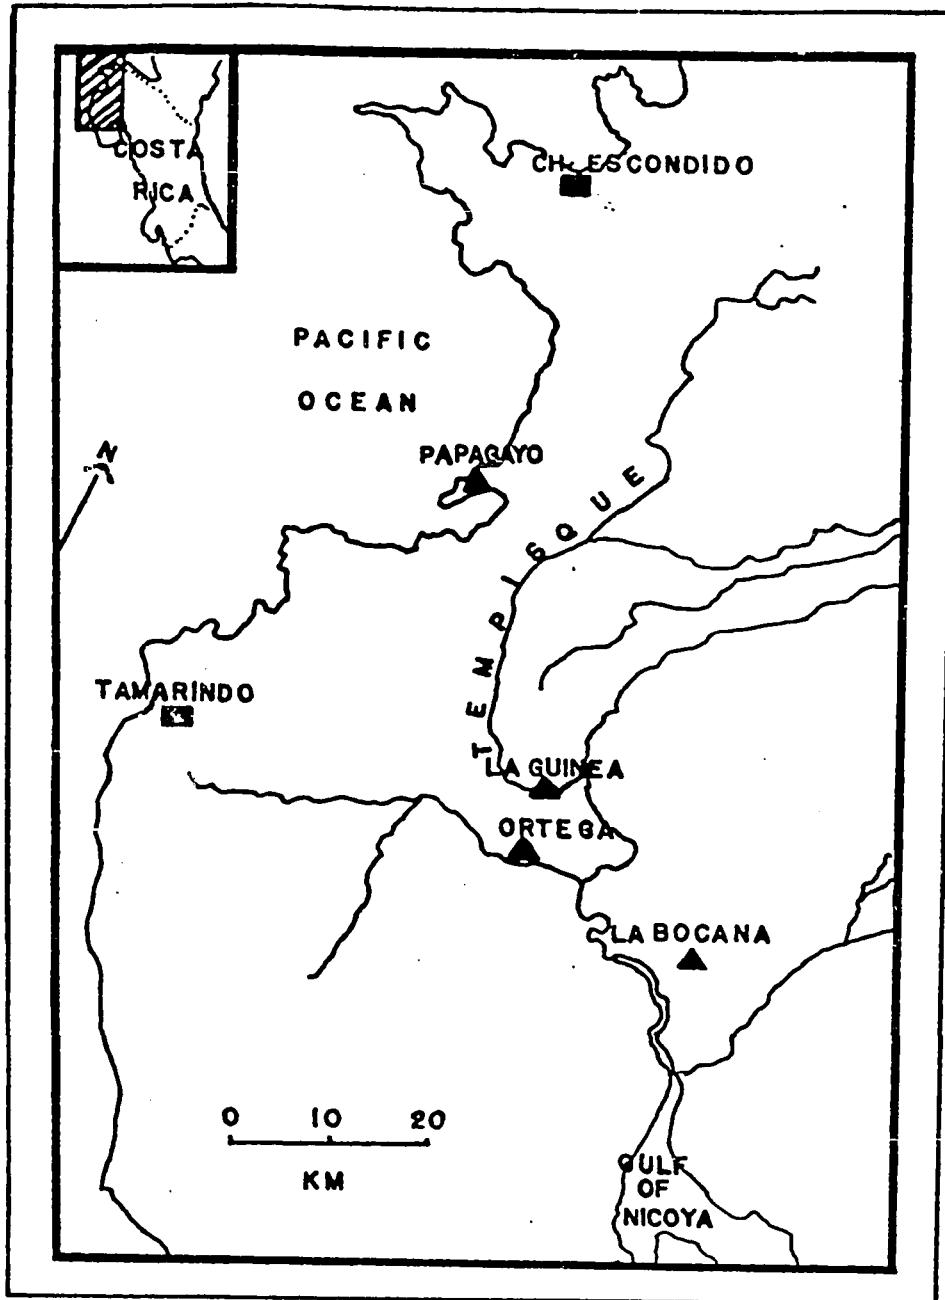 COSTA
RICA
CH. ESCONDIDO
PACIFIC
OCEAN
N
PAPAGAYO
TEMPISQUE
TAMARINDO
LA GUINEA
ORTEGA
LA BOCANA
0 10 20
KM
GULF
OF
NICOYA